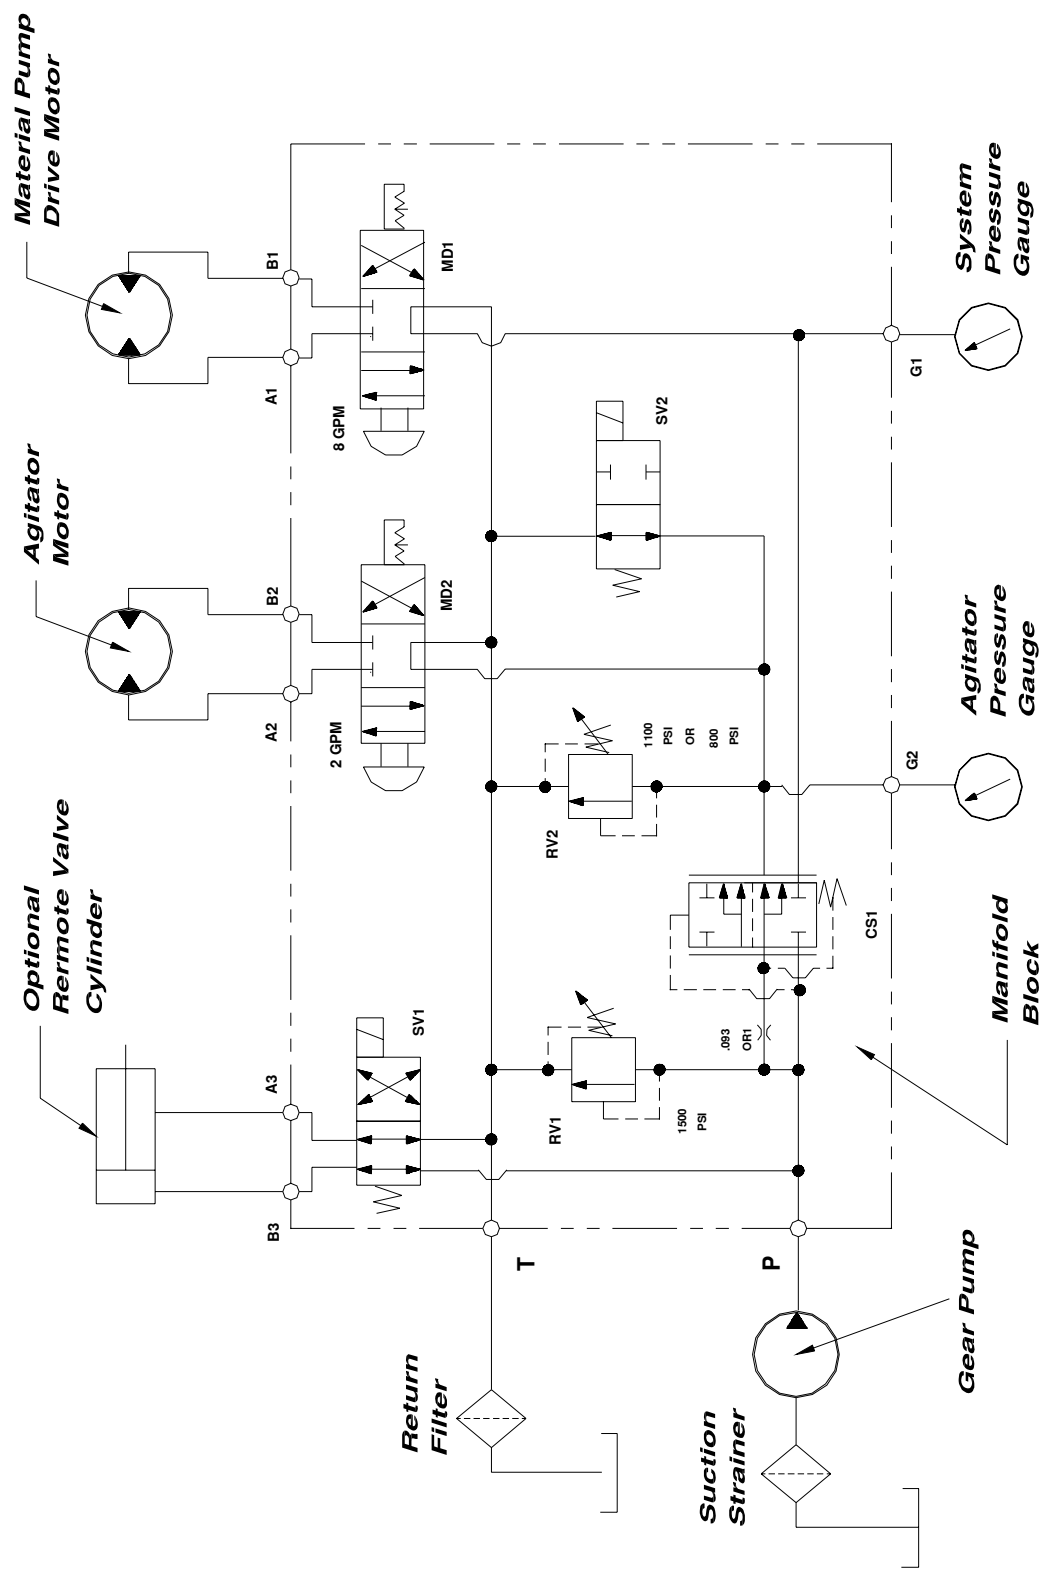 Material Pump
Drive Motor
Agitator
Motor
Optional
Rermote Valve
Cylinder
B1
A1
B2
A2
A3
B3
8 GPM
MD1
2 GPM
MD2
SV1
SV2
RV2
1100
PSI
OR
800
PSI
RV1
1500
PSI
.093
OR1
CS1
G1
G2
T
P
System
Pressure
Gauge
Agitator
Pressure
Gauge
Manifold
Block
Return
Filter
Suction
Strainer
Gear Pump